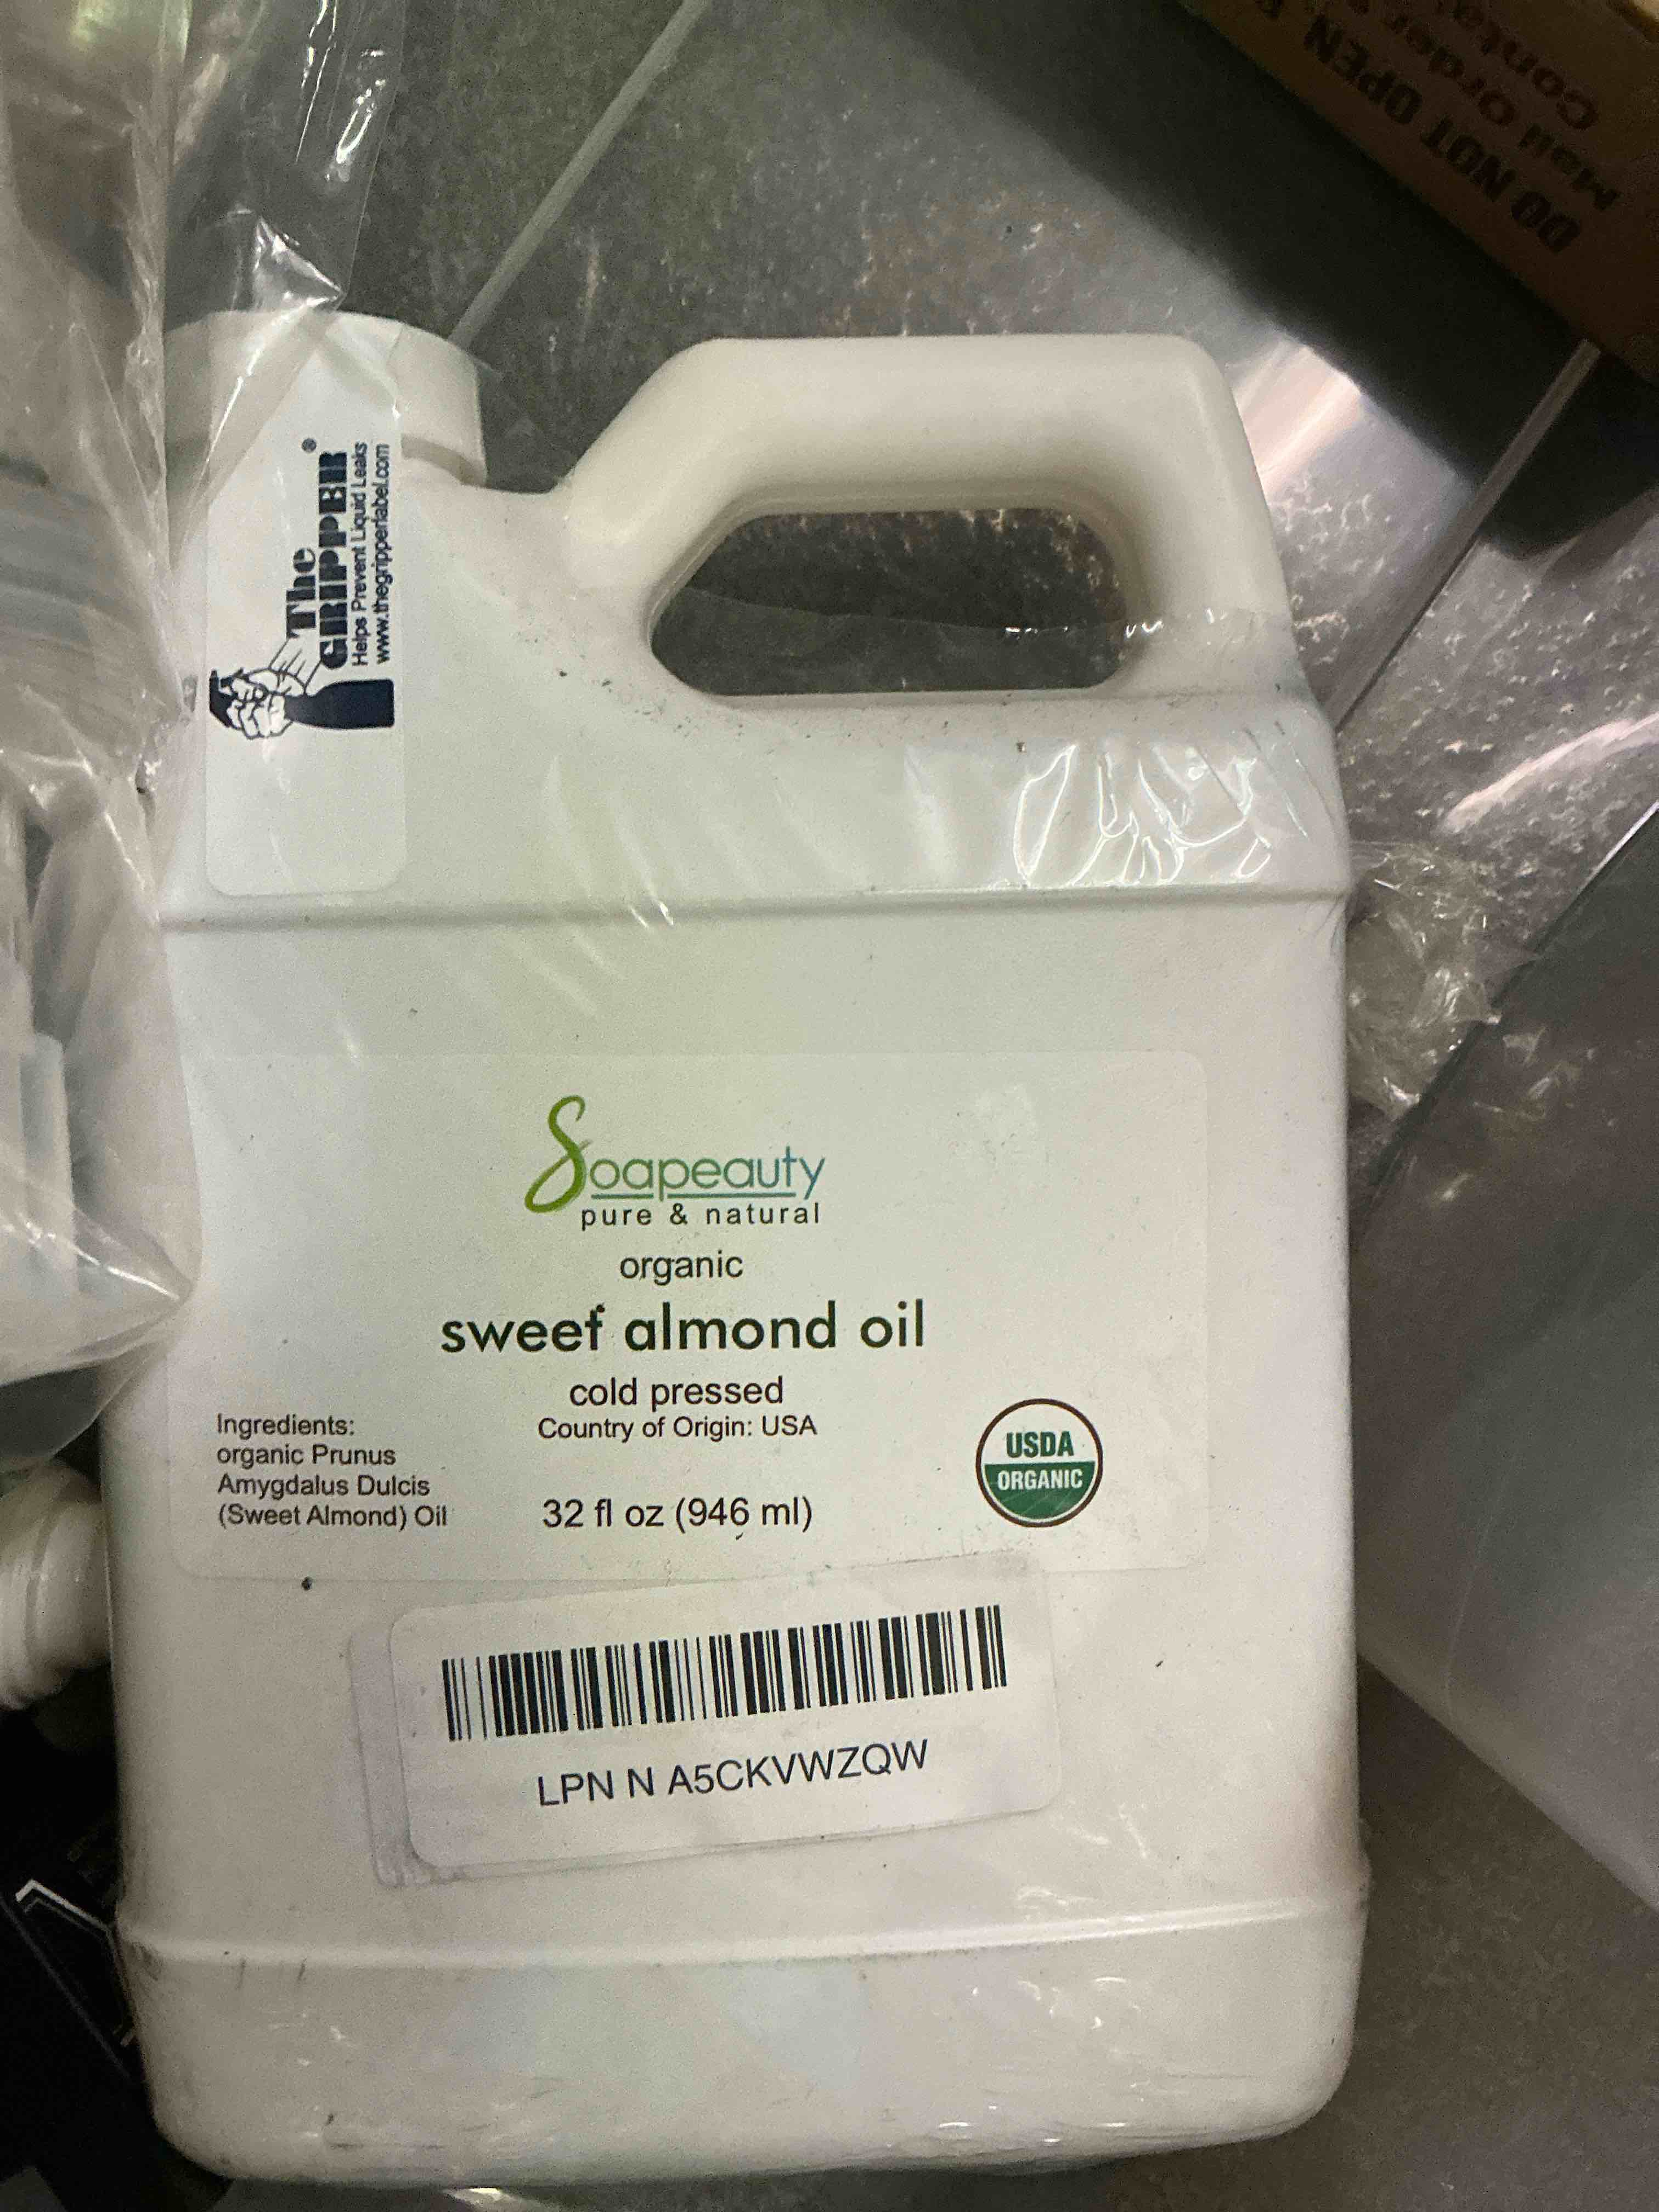 DO NOT OPEN
Mail Order
The
GRIPPER®
Helps Prevent Liquid Leaks
www.thegripperlabel.com
Soapeauty
pure & natural
organic
sweet almond oil
cold pressed
Country of Origin: USA
Ingredients:
organic Prunus
Amygdalus Dulcis
(Sweet Almond) Oil
32 fl oz (946 ml)
USDA
ORGANIC
LPN N A5CKVWZQW